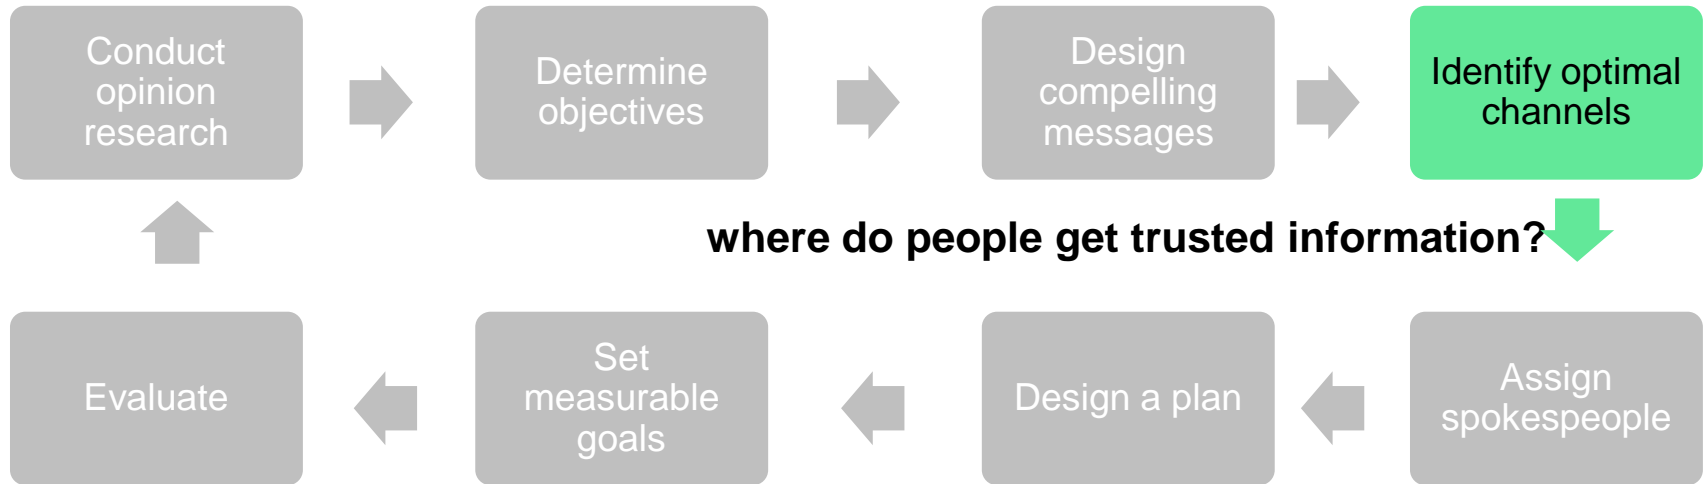 Conduct
opinion
research
Determine
objectives
Design
compelling
messages
Identify optimal
channels
where do people get trusted information?
Evaluate
Set
measurable
goals
Design a plan
Assign
spokespeople